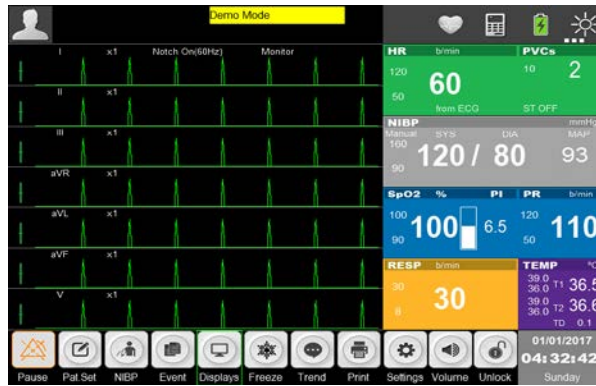 Demo Mode
I x1 Notch On(60Hz) Monitor
II x1
III x1
aVR x1
aVL x1
aVF x1
V x1
HR b/min
120
50
60
from ECG
PVCs
10
2
ST OFF
NIBP mmHg
Manual SYS DIA MAP
160
90
120 / 80 93
SpO2 % PI
100
90
100 6.5
PR b/min
120
50
110
RESP b/min
30
8
30
TEMP °C
39.0
36.0 T1 36.5
39.0
36.0 T2 36.6
TD 0.1
Pause Pat.Set NIBP Event Displays Freeze Trend Print Settings Volume Unlock
01/01/2017
04:32:42
Sunday